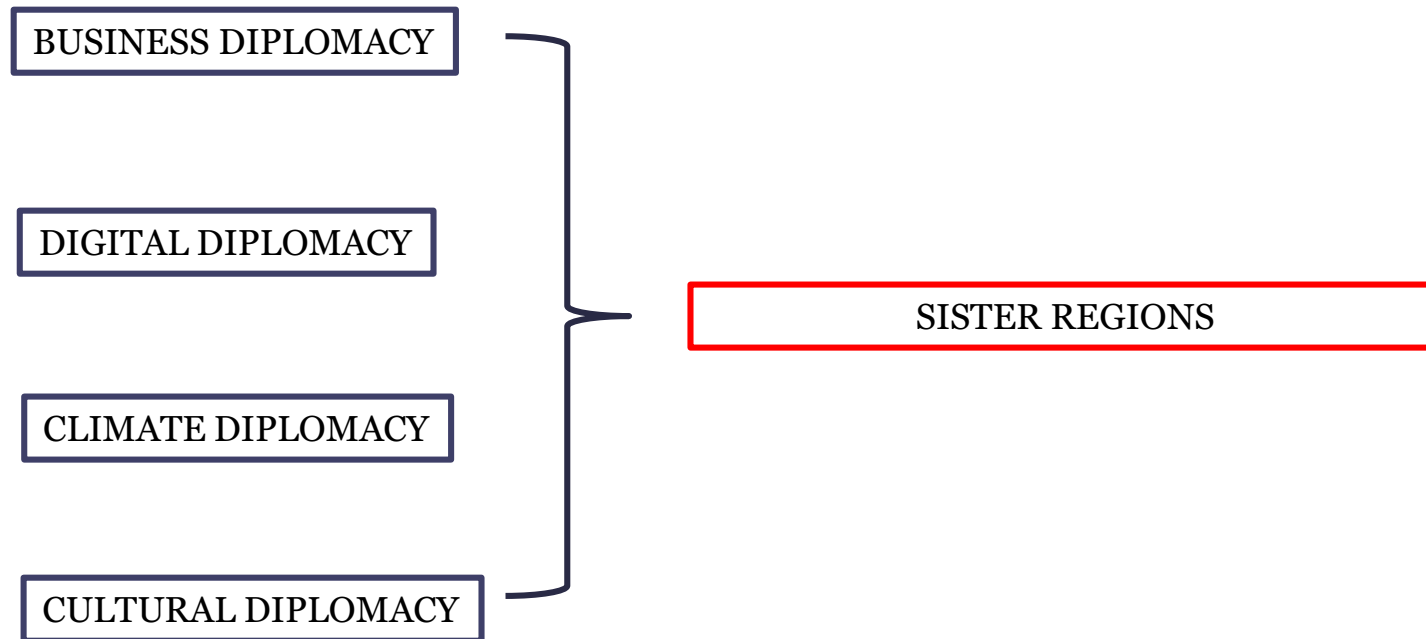 BUSINESS DIPLOMACY
DIGITAL DIPLOMACY
SISTER REGIONS
CLIMATE DIPLOMACY
CULTURAL DIPLOMACY